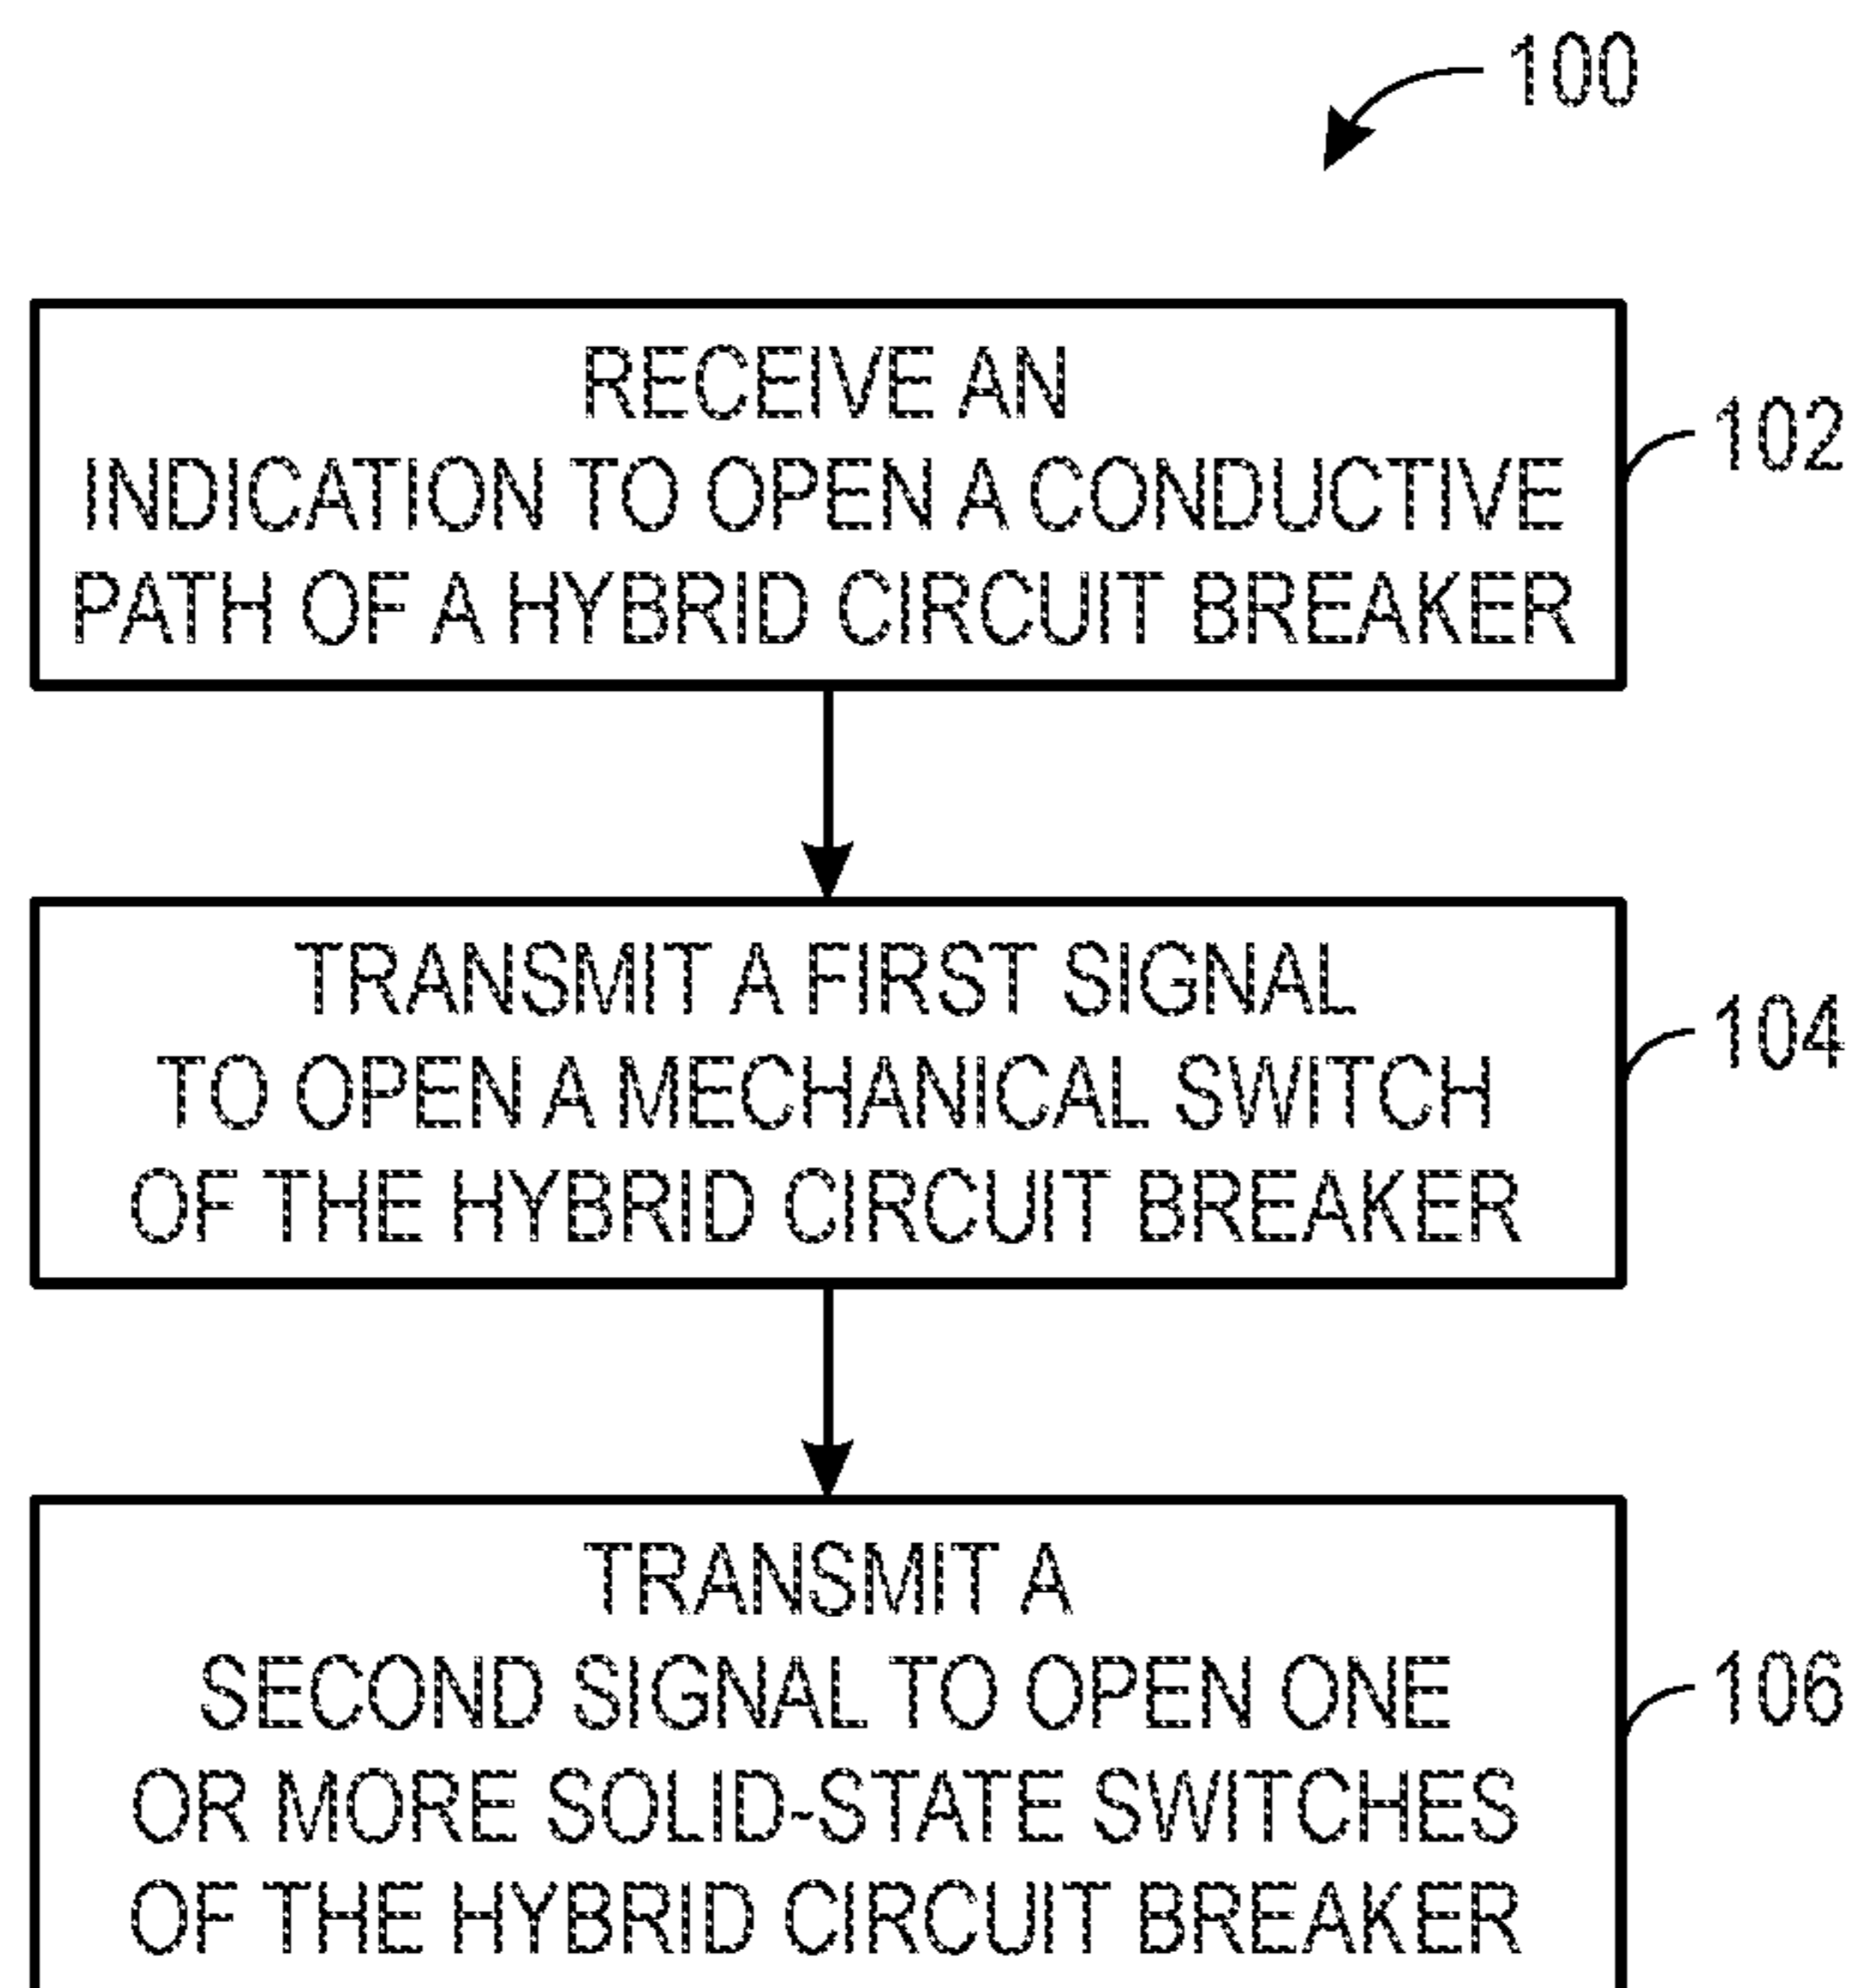 100
RECEIVE AN
INDICATION TO OPEN A CONDUCTIVE
PATH OF A HYBRID CIRCUIT BREAKER
102
TRANSMIT A FIRST SIGNAL
TO OPEN A MECHANICAL SWITCH
OF THE HYBRID CIRCUIT BREAKER
104
TRANSMIT A
SECOND SIGNAL TO OPEN ONE
OR MORE SOLID-STATE SWITCHES
OF THE HYBRID CIRCUIT BREAKER
106